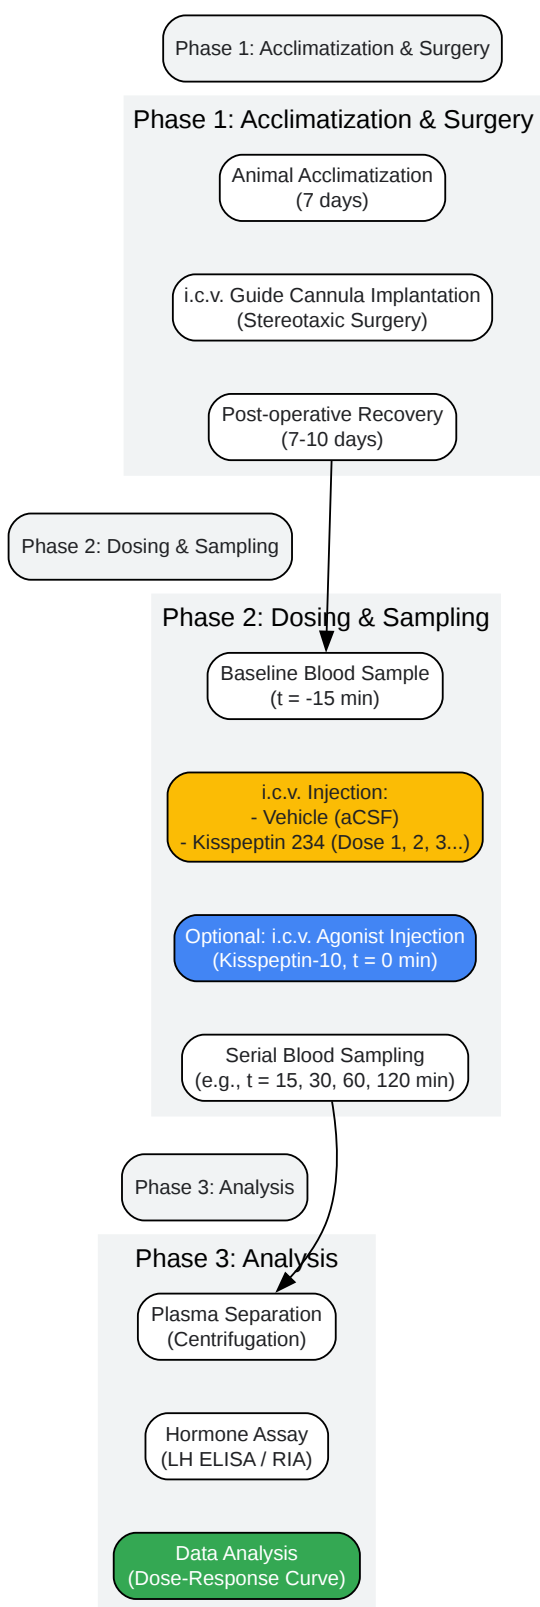 Phase 1: Acclimatization & Surgery
Phase 1: Acclimatization & Surgery
Animal Acclimatization
(7 days)
i.c.v. Guide Cannula Implantation
(Stereotaxic Surgery)
Post-operative Recovery
(7-10 days)
Phase 2: Dosing & Sampling
Phase 2: Dosing & Sampling
Baseline Blood Sample
(t = -15 min)
i.c.v. Injection:
- Vehicle (aCSF)
- Kisspeptin 234 (Dose 1, 2, 3...)
Optional: i.c.v. Agonist Injection
(Kisspeptin-10, t = 0 min)
Serial Blood Sampling
(e.g., t = 15, 30, 60, 120 min)
Phase 3: Analysis
Phase 3: Analysis
Plasma Separation
(Centrifugation)
Hormone Assay
(LH ELISA / RIA)
Data Analysis
(Dose-Response Curve)